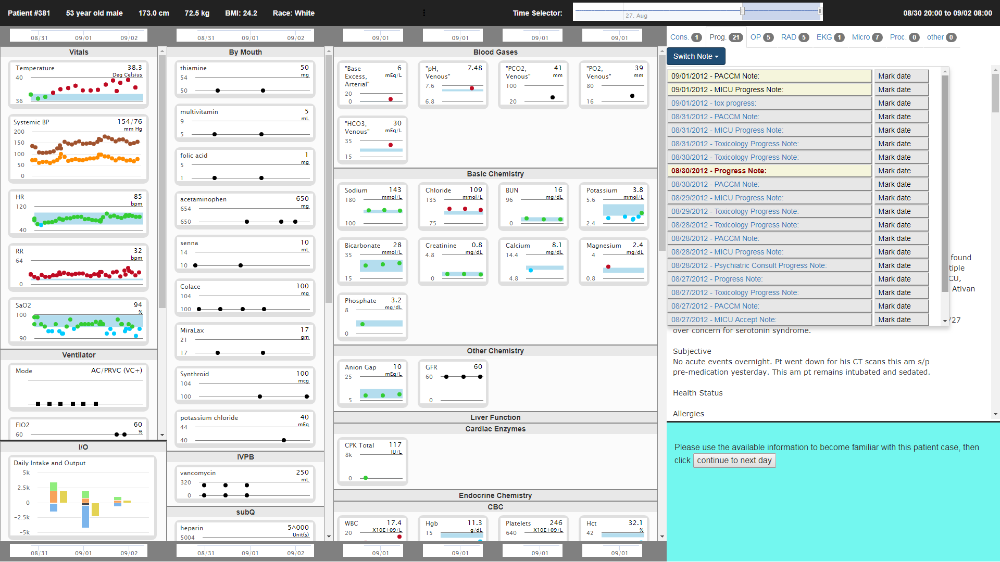 Patient #381 53 year old male 173.0 cm 72.5 kg BMI: 24.2 Race: White Time Selector: 27. Aug 08/30 20:00 to 09/02 08:00
08/31 09/01 09/02
08/31 09/01 09/02
09/01 09/01 09/01 09/01
Vitals
Temperature 38.3
Deg Celsius
40
36
Systemic BP 154/76
mm Hg
200
150
100
50
0
HR 85
bpm
120
40
RR 32
bpm
64
0
SaO2 94
%
100
90
Ventilator
Mode AC/PRVC (VC+)
FIO2 60
%
60
I/O
Daily Intake and Output
5k
2.5k
0
-2.5k
-5k
08/31 09/01 09/02
By Mouth
thiamine 50
mg
54
50
multivitamin 5
mL
9
5
folic acid 1
mg
5
1
acetaminophen 650
mg
654
650
senna 10
mL
14
10
Colace 100
mg
104
100
MiraLax 17
gm
21
17
Synthroid 100
mcg
104
100
potassium chloride 40
mEq
44
40
IVPB
vancomycin 250
mL
320
0
subQ
heparin 5^000
Unit(s)
5004
08/31 09/01 09/02
Blood Gases
"Base Excess, Arterial" 6
mEq/L
20
0
"pH, Venous" 7.48
7.6
6.8
"PCO2, Venous" 41
mm
100
20
"PO2, Venous" 39
mm
80
16
"HCO3, Venous" 30
mEq/L
35
15
Basic Chemistry
Sodium 143
mmol/L
180
100
Chloride 109
mmol/L
135
75
BUN 16
mg/dL
96
0
Potassium 3.8
mmol/L
5.6
2.4
Bicarbonate 28
mmol/L
35
15
Creatinine 0.8
mg/dL
4.8
0
Calcium 8.1
mg/dL
14.4
4.8
Magnesium 2.4
mg/dL
4
0.8
Phosphate 3.2
mg/dL
8
0
Other Chemistry
Anion Gap 10
mEq/L
25
5
GFR 60
60
0
Liver Function
Cardiac Enzymes
CPK Total 117
IU/L
8k
0
Endocrine Chemistry
CBC
WBC 17.4
X10E+09/L
20
Hgb 11.3
g/dL
15
Platelets 246
X10E+09/L
640
Hct 32.1
%
42
09/01 09/01 09/01 09/01
Cons. 1 Prog. 21 OP 5 RAD 5 EKG 1 Micro 7 Proc. 0 other 0
Switch Note
09/01/2012 - PACCM Note: Mark date
09/01/2012 - MICU Progress Note: Mark date
09/01/2012 - tox progress: Mark date
08/31/2012 - PACCM Note: Mark date
08/31/2012 - MICU Progress Note: Mark date
08/31/2012 - Toxicology Progress Note: Mark date
08/30/2012 - Toxicology Progress Note: Mark date
08/30/2012 - Progress Note: Mark date
08/30/2012 - PACCM Note: Mark date
08/29/2012 - MICU Progress Note: Mark date
08/29/2012 - Toxicology Progress Note: Mark date
08/28/2012 - Toxicology Progress Note: Mark date
08/28/2012 - PACCM Note: Mark date
08/28/2012 - MICU Progress Note: Mark date
08/28/2012 - Psychiatric Consult Progress Note: Mark date
08/27/2012 - Progress Note: Mark date
08/27/2012 - Toxicology Progress Note: Mark date
08/27/2012 - PACCM Note: Mark date
08/27/2012 - MICU Accept Note: Mark date
found
tiple
CU,
Ativan
/27
over concern for serotonin syndrome.
Subjective
No acute events overnight. Pt went down for his CT scans this am s/p
pre-medication yesterday. This am pt remains intubated and sedated.
Health Status
Allergies
Please use the available information to become familiar with this patient case, then
click continue to next day